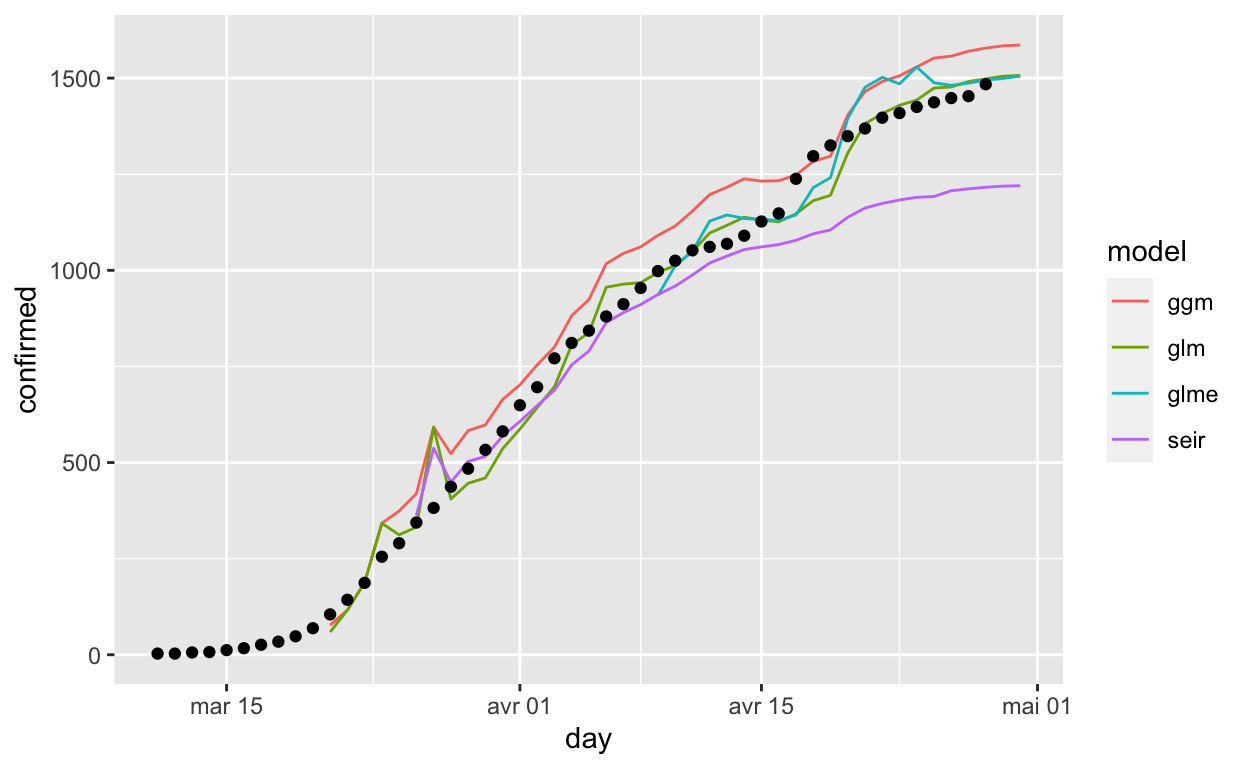 1500
1000
500
0
confirmed
mar 15
avr 01
avr 15
mai 01
day
model
ggm
glm
glme
seir